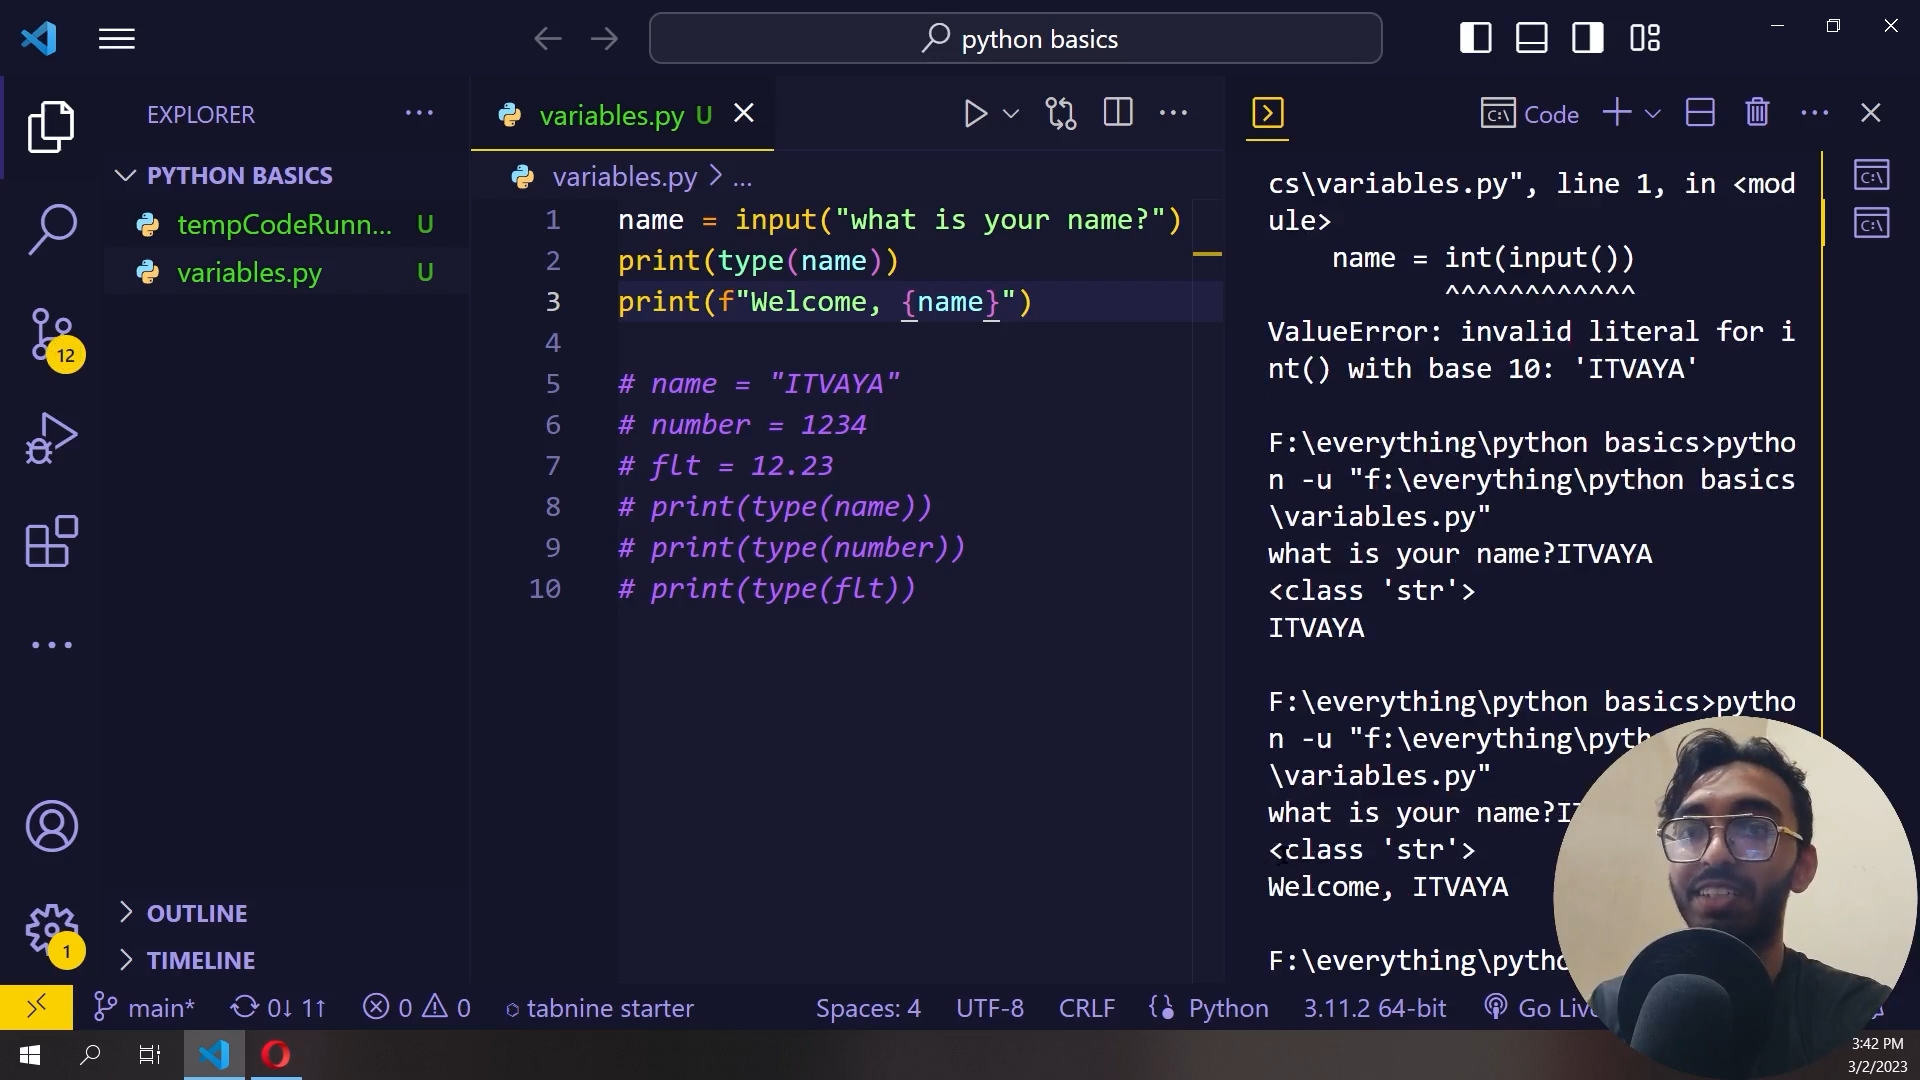 python basics
EXPLORER
PYTHON BASICS
tempCodeRunn... U
variables.py U
OUTLINE
TIMELINE
12
1
variables.py U
variables.py > ...
1 name = input("what is your name?")
2 print(type(name))
3 print(f"Welcome, {name}")
4
5 # name = "ITVAYA"
6 # number = 1234
7 # flt = 12.23
8 # print(type(name))
9 # print(type(number))
10 # print(type(flt))
Code
cs\variables.py", line 1, in <mod
ule>
name = int(input())
^^^^^^^^^^^^
ValueError: invalid literal for i
nt() with base 10: 'ITVAYA'
F:\everything\python basics>pytho
n -u "f:\everything\python basics
\variables.py"
what is your name?ITVAYA
<class 'str'>
ITVAYA
F:\everything\python basics>pytho
n -u "f:\everything\pyth
\variables.py"
what is your name?IT
<class 'str'>
Welcome, ITVAYA
F:\everything\pytho
main* 0↓ 1↑ 0 0 tabnine starter Spaces: 4 UTF-8 CRLF Python 3.11.2 64-bit Go Liv
3:42 PM
3/2/2023